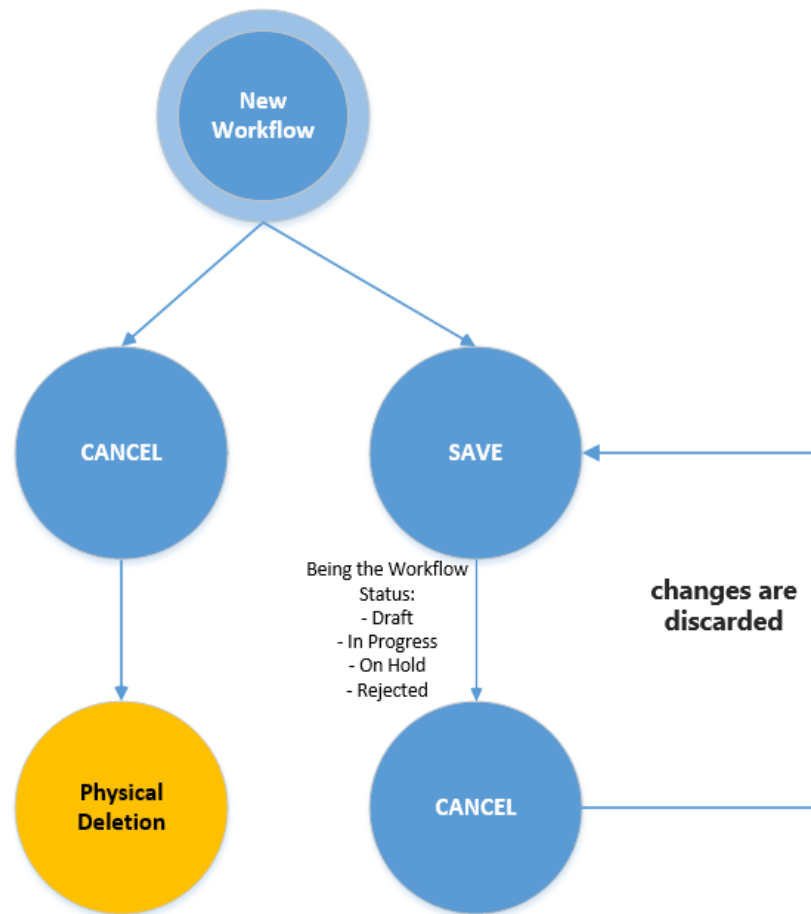 New
Workflow
CANCEL
SAVE
Being the Workflow
Status:
- Draft
- In Progress
- On Hold
- Rejected
changes are
discarded
Physical
Deletion
CANCEL